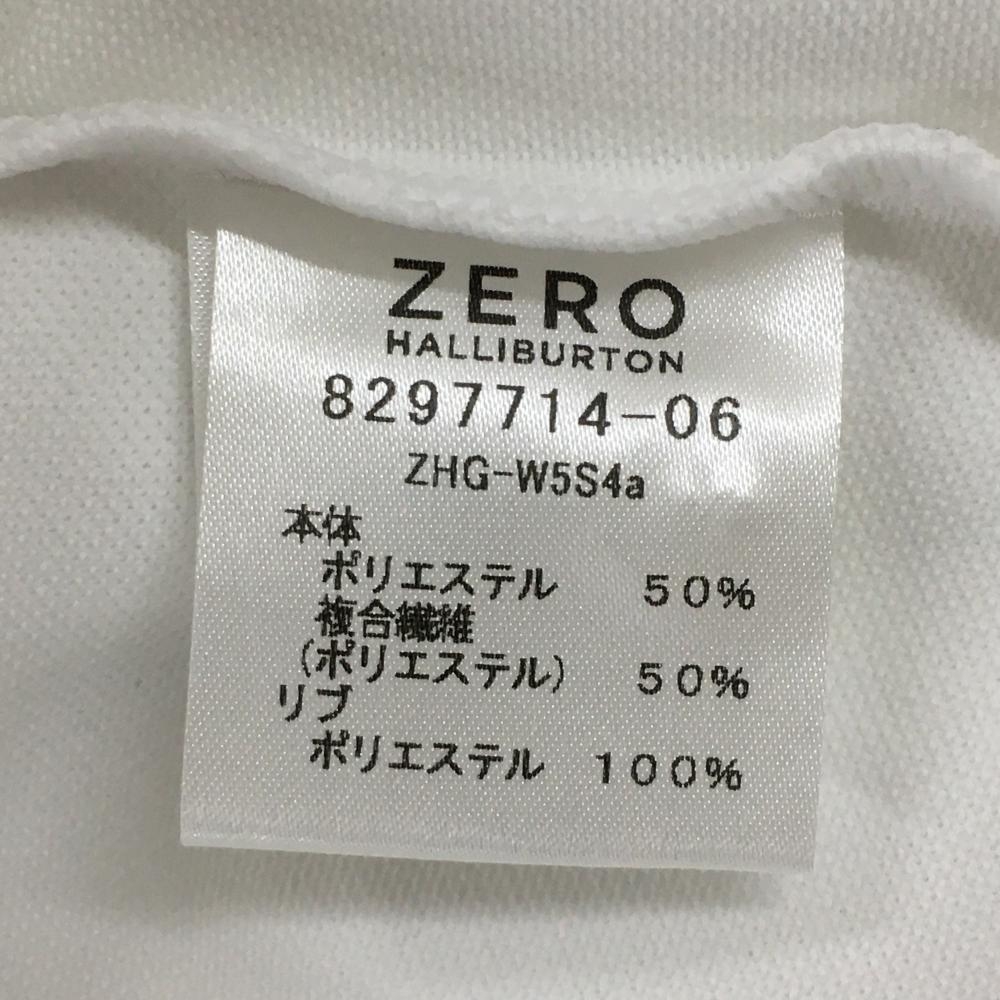 ZERO
HALLIBURTON
8297714-06
ZHG-W5S4a
本体
ポリエステル 50%
複合繊維
(ポリエステル) 50%
リブ
ポリエステル 100%